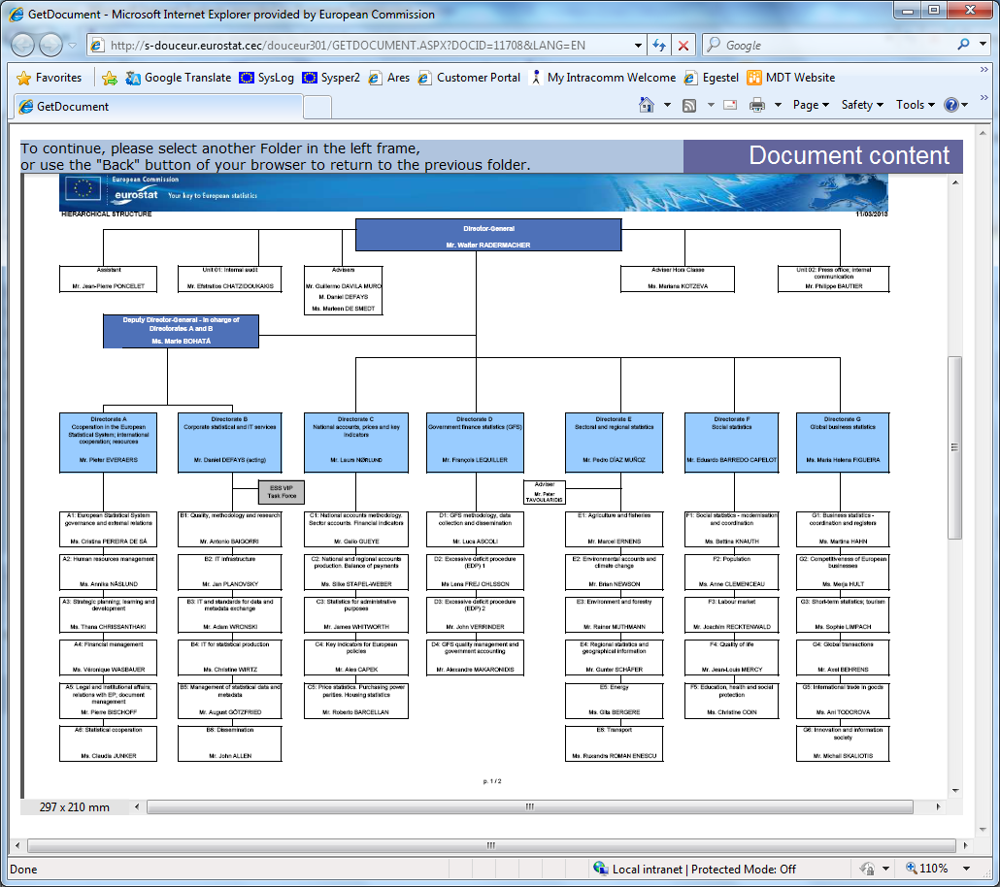 GetDocument - Microsoft Internet Explorer provided by European Commission
http://s-douceur.eurostat.cec/douceur301/GETDOCUMENT.ASPX?DOCID=11708&LANG=EN
Google
Favorites
Google Translate
SysLog
Sysper2
Ares
Customer Portal
My Intracomm Welcome
Egestel
MDT Website
GetDocument
Page
Safety
Tools
To continue, please select another Folder in the left frame,
or use the "Back" button of your browser to return to the previous folder.
Document content
European Commission
eurostat
Your key to European statistics
HIERARCHICAL STRUCTURE
11/03/2013
Director-General
Mr. Walter RADERMACHER
Assistant
Mr. Jean-Pierre PONCELET
Unit 01: Internal audit
Mr. Efstratios CHATZIDOUKAKIS
Advisers
Mr. Guillermo DAVILA MURO
M. Daniel DEFAYS
Ms. Marleen DE SMEDT
Adviser Hors Classe
Ms. Mariana KOTZEVA
Unit 02: Press office; internal
communication
Mr. Philippe BAUTIER
Deputy Director-General - In charge of
Directorates A and B
Ms. Marie BOHATÁ
Directorate A
Cooperation in the European
Statistical System; international
cooperation; resources
Mr. Pieter EVERAERS
Directorate B
Corporate statistical and IT services
Mr. Daniel DEFAYS (acting)
Directorate C
National accounts, prices and key
indicators
Mr. Laurs NØRLUND
Directorate D
Government finance statistics (GFS)
Mr. François LEQUILLER
Directorate E
Sectoral and regional statistics
Mr. Pedro DÍAZ MUÑOZ
Directorate F
Social statistics
Mr. Eduardo BARREDO CAPELOT
Directorate G
Global business statistics
Ms. Maria Helena FIGUEIRA
ESS VIP
Task Force
Adviser
Mr. Peter
TAVOULARIDIS
A1: European Statistical System
governance and external relations
Ms. Cristina PEREIRA DE SÁ
A2: Human resources management
Ms. Annika NÄSLUND
A3: Strategic planning; learning and
development
Ms. Thana CHRISSANTHAKI
A4: Financial management
Ms. Véronique WASBAUER
A5: Legal and institutional affairs;
relations with EP; document
management
Mr. Pierre BISCHOFF
A6: Statistical cooperation
Ms. Claudia JUNKER
B1: Quality, methodology and research
Mr. Antonio BAIGORRI
B2: IT Infrastructure
Mr. Jan PLANOVSKY
B3: IT and standards for data and
metadata exchange
Mr. Adam WRONSKI
B4: IT for statistical production
Ms. Christine WIRTZ
B5: Management of statistical data and
metadata
Mr. August GÖTZFRIED
B6: Dissemination
Mr. John ALLEN
C1: National accounts methodology.
Sector accounts. Financial indicators
Mr. Gallo GUEYE
C2: National and regional accounts
production. Balance of payments
Ms. Silke STAPEL-WEBER
C3: Statistics for administrative
purposes
Mr. James WHITWORTH
C4: Key indicators for European
policies
Mr. Ales CAPEK
C5: Price statistics. Purchasing power
parities. Housing statistics
Mr. Roberto BARCELLAN
D1: GFS methodology, data
collection and dissemination
Mr. Luca ASCOLI
D2: Excessive deficit procedure
(EDP) 1
Ms Lena FREJ OHLSSON
D3: Excessive deficit procedure
(EDP) 2
Mr. John VERRINDER
D4: GFS quality management and
government accounting
Mr. Alexandre MAKARONIDIS
E1: Agriculture and fisheries
Mr. Marcel ERNENS
E2: Environmental accounts and
climate change
Mr. Brian NEWSON
E3: Environment and forestry
Mr. Rainer MUTHMANN
E4: Regional statistics and
geographical information
Mr. Gunter SCHÄFER
E5: Energy
Ms. Gita BERGERE
E6: Transport
Ms. Ruxandra ROMAN ENESCU
F1: Social statistics - modernisation
and coordination
Ms. Bettina KNAUTH
F2: Population
Ms. Anne CLEMENCEAU
F3: Labour market
Mr. Joachim RECKTENWALD
F4: Quality of life
Mr. Jean-Louis MERCY
F5: Education, health and social
protection
Ms. Christine COIN
G1: Business statistics -
coordination and registers
Ms. Martina HAHN
G2: Competitiveness of European
businesses
Ms. Merja HULT
G3: Short-term statistics; tourism
Ms. Sophie LIMPACH
G4: Global transactions
Mr. Axel BEHRENS
G5: International trade in goods
Ms. Ani TODOROVA
G6: Innovation and information
society
Mr. Michail SKALIOTIS
p. 1 / 2
297 x 210 mm
Done
Local intranet | Protected Mode: Off
110%